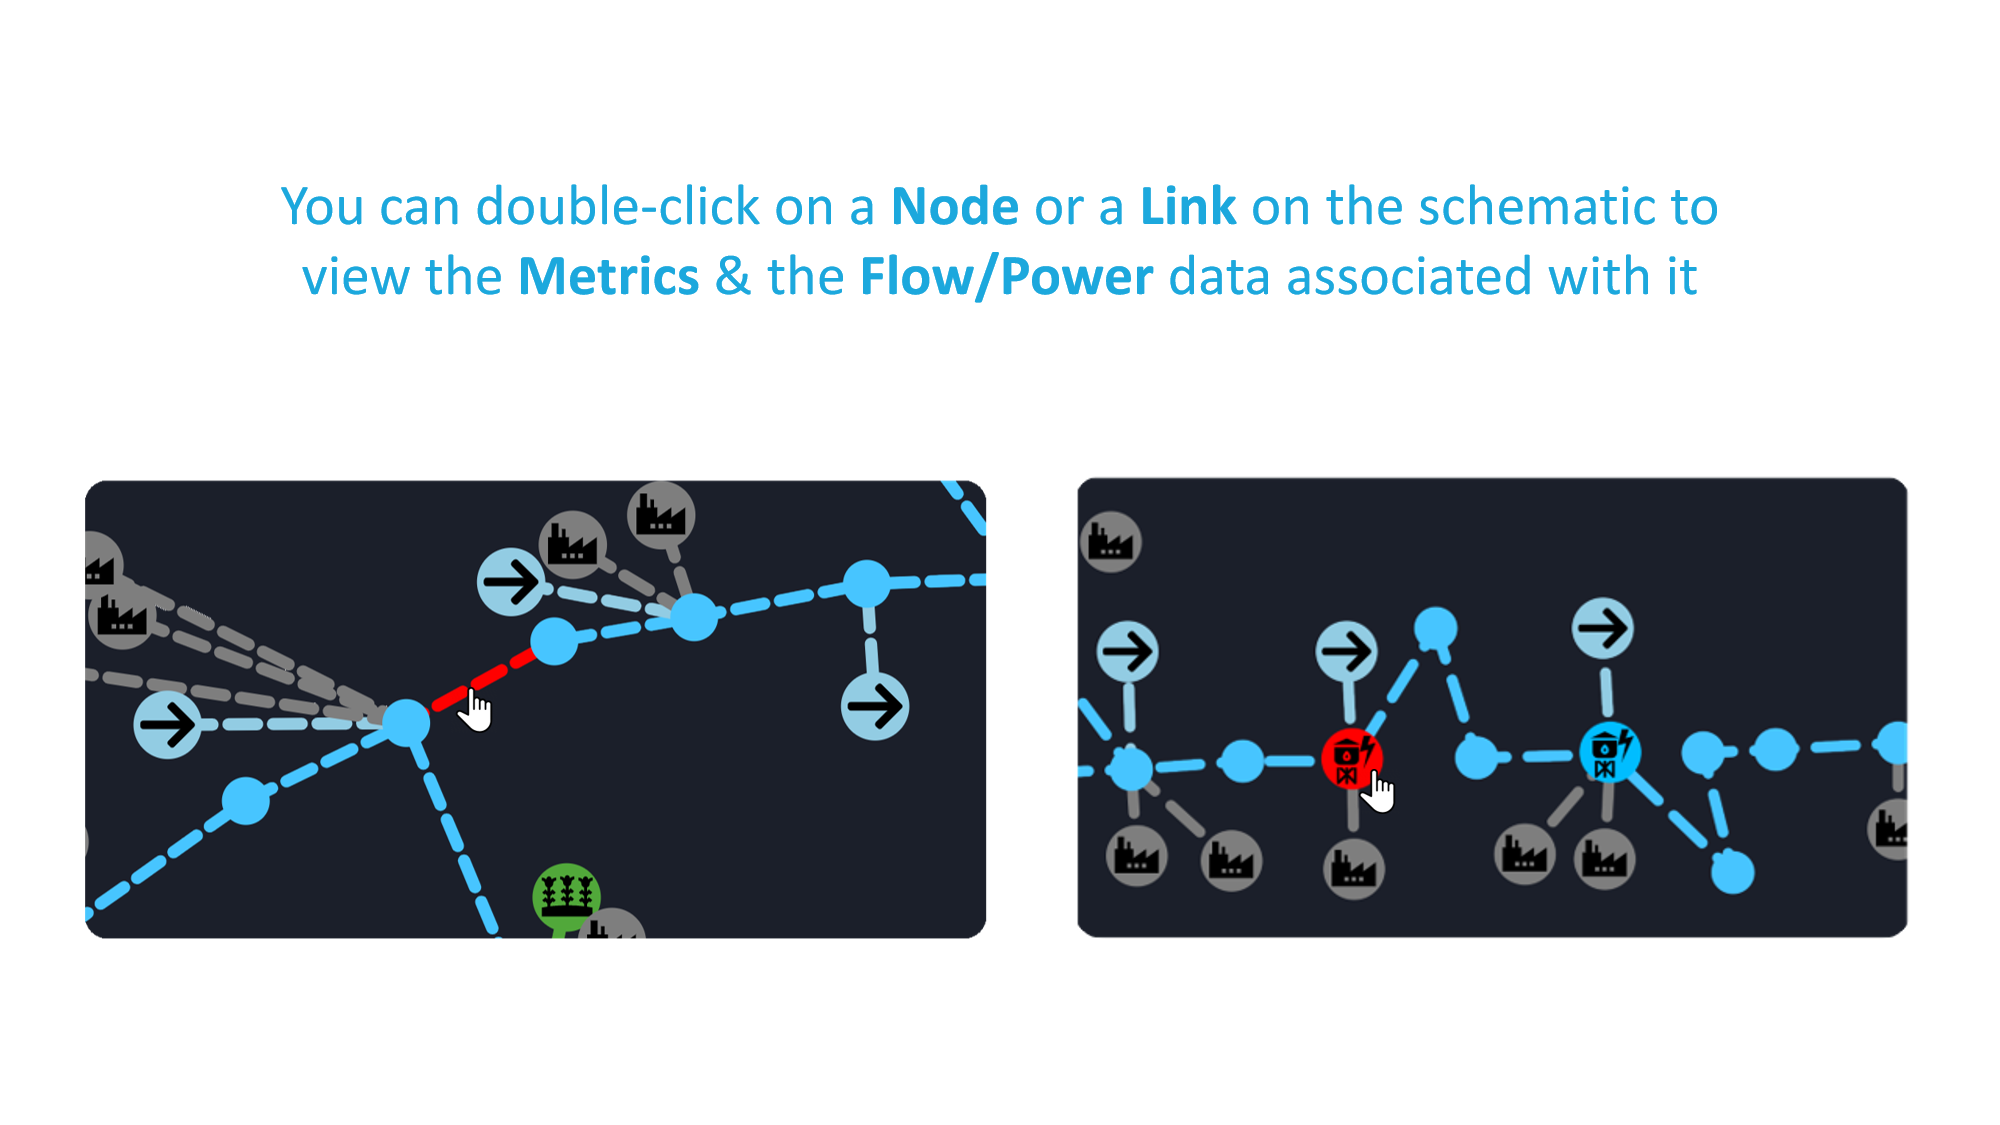 You can double-click on a Node or a Link on the schematic to
view the Metrics & the Flow/Power data associated with it